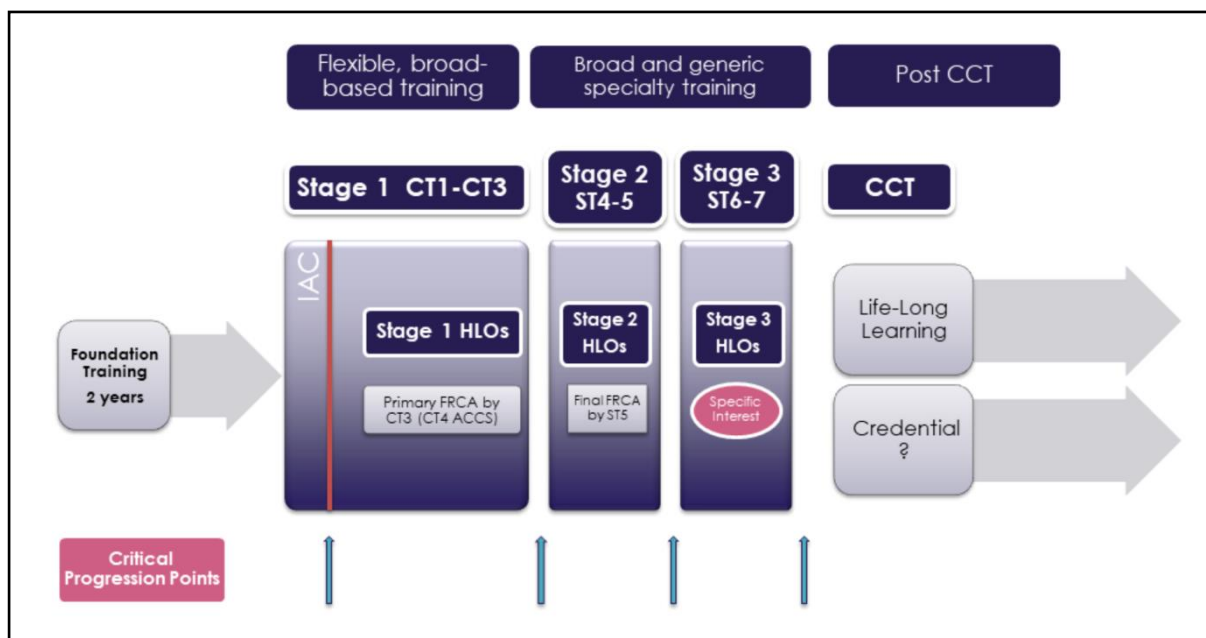 Flexible, broad-
based training
Broad and generic
specialty training
Post CCT
Stage 1 CT1-CT3
Stage 2
ST4-5
Stage 3
ST6-7
CCT
IAC
Foundation
Training
2 years
Stage 1 HLOs
Primary FRCA by
CT3 (CT4 ACCS)
Stage 2
HLOs
Final FRCA
by ST5
Stage 3
HLOs
Specific
Interest
Life-Long
Learning
Credential
?
Critical
Progression Points